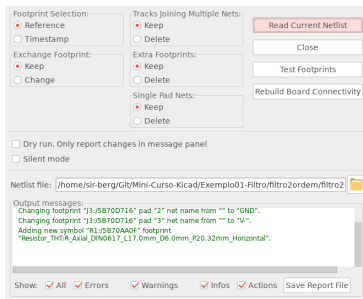 Footprint Selection:
Reference
Timestamp
Exchange Footprint:
Keep
Change
Tracks Joining Multiple Nets:
Keep
Delete
Extra Footprints:
Keep
Delete
Single Pad Nets:
Keep
Delete
Read Current Netlist
Close
Test Footprints
Rebuild Board Connectivity
Dry run. Only report changes in message panel
Silent mode
Netlist file: /home/sir-berg/Git/Mini-Curso-Kicad/Exemplo01-Filtro/filtro2ordem/filtro2
Output messages:
Changing footprint "J3:/5B70D716" pad "2" net name from "" to "GND".
Changing footprint "J3:/5B70D716" pad "3" net name from "" to "V-".
Adding new symbol "R1:/5B70AA0F" footprint
"Resistor_THT:R_Axial_DIN0617_L17.0mm_D6.0mm_P20.32mm_Horizontal".
Show: All Errors Warnings Infos Actions Save Report File